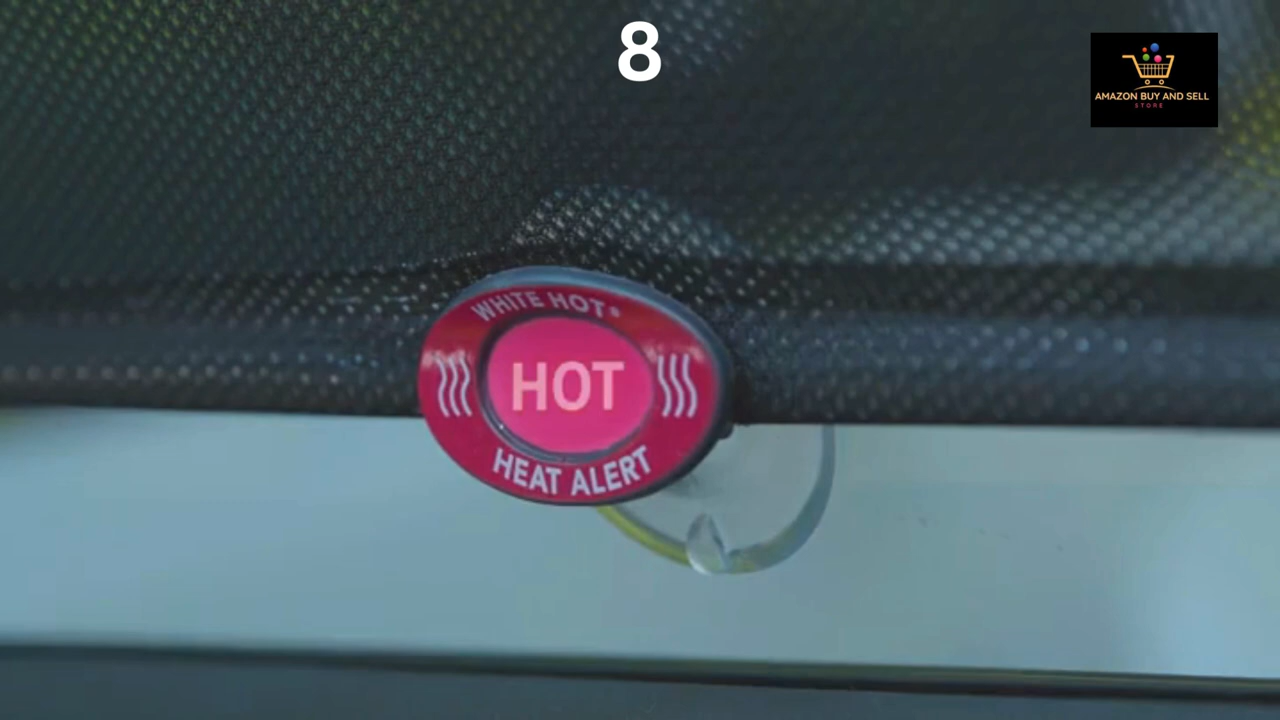 8
AMAZON BUY AND SELL
STORE
WHITE HOT®
HOT
HEAT ALERT